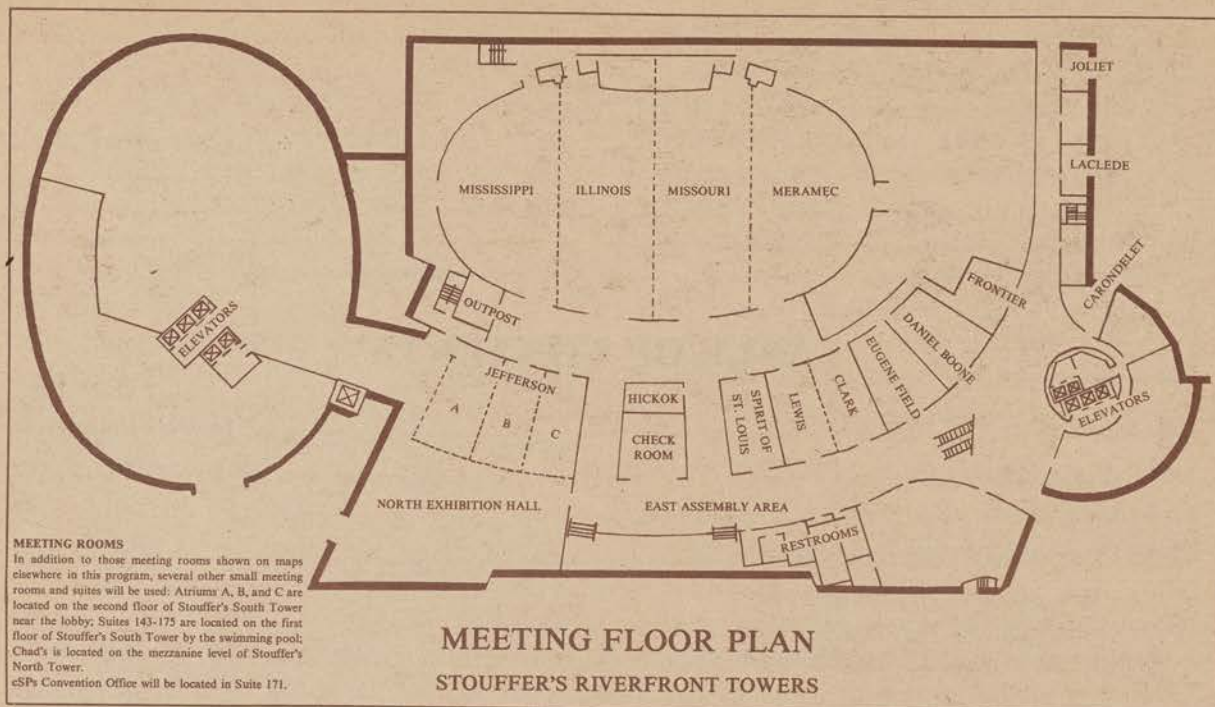 JOLIET
LACLEDE
CARONDELET
ELEVATORS
MISSISSIPPI
ILLINOIS
MISSOURI
MERAMEC
OUTPOST
FRONTIER
DANIEL BOONE
EUGENE FIELD
CLARK
LEWIS
SPIRIT OF
ST. LOUIS
HICKOK
CHECK
ROOM
JEFFERSON
A
B
C
ELEVATORS
NORTH EXHIBITION HALL
EAST ASSEMBLY AREA
RESTROOMS
MEETING ROOMS
In addition to those meeting rooms shown on maps
elsewhere in this program, several other small meeting
rooms and suites will be used: Atriums A, B, and C are
located on the second floor of Stouffer's South Tower
near the lobby; Suites 143-175 are located on the first
floor of Stouffer's South Tower by the swimming pool;
Chad's is located on the mezzanine level of Stouffer's
North Tower.
cSPs Convention Office will be located in Suite 171.
MEETING FLOOR PLAN
STOUFFER'S RIVERFRONT TOWERS